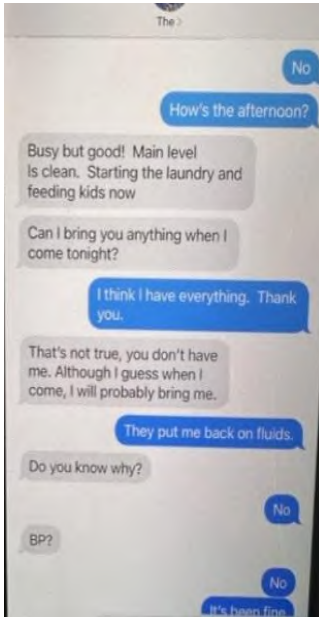 The >
No
How's the afternoon?
Busy but good! Main level
Is clean. Starting the laundry and
feeding kids now
Can I bring you anything when I
come tonight?
I think I have everything. Thank
you.
That's not true, you don't have
me. Although I guess when I
come, I will probably bring me.
They put me back on fluids.
Do you know why?
No
BP?
No
It's been fine